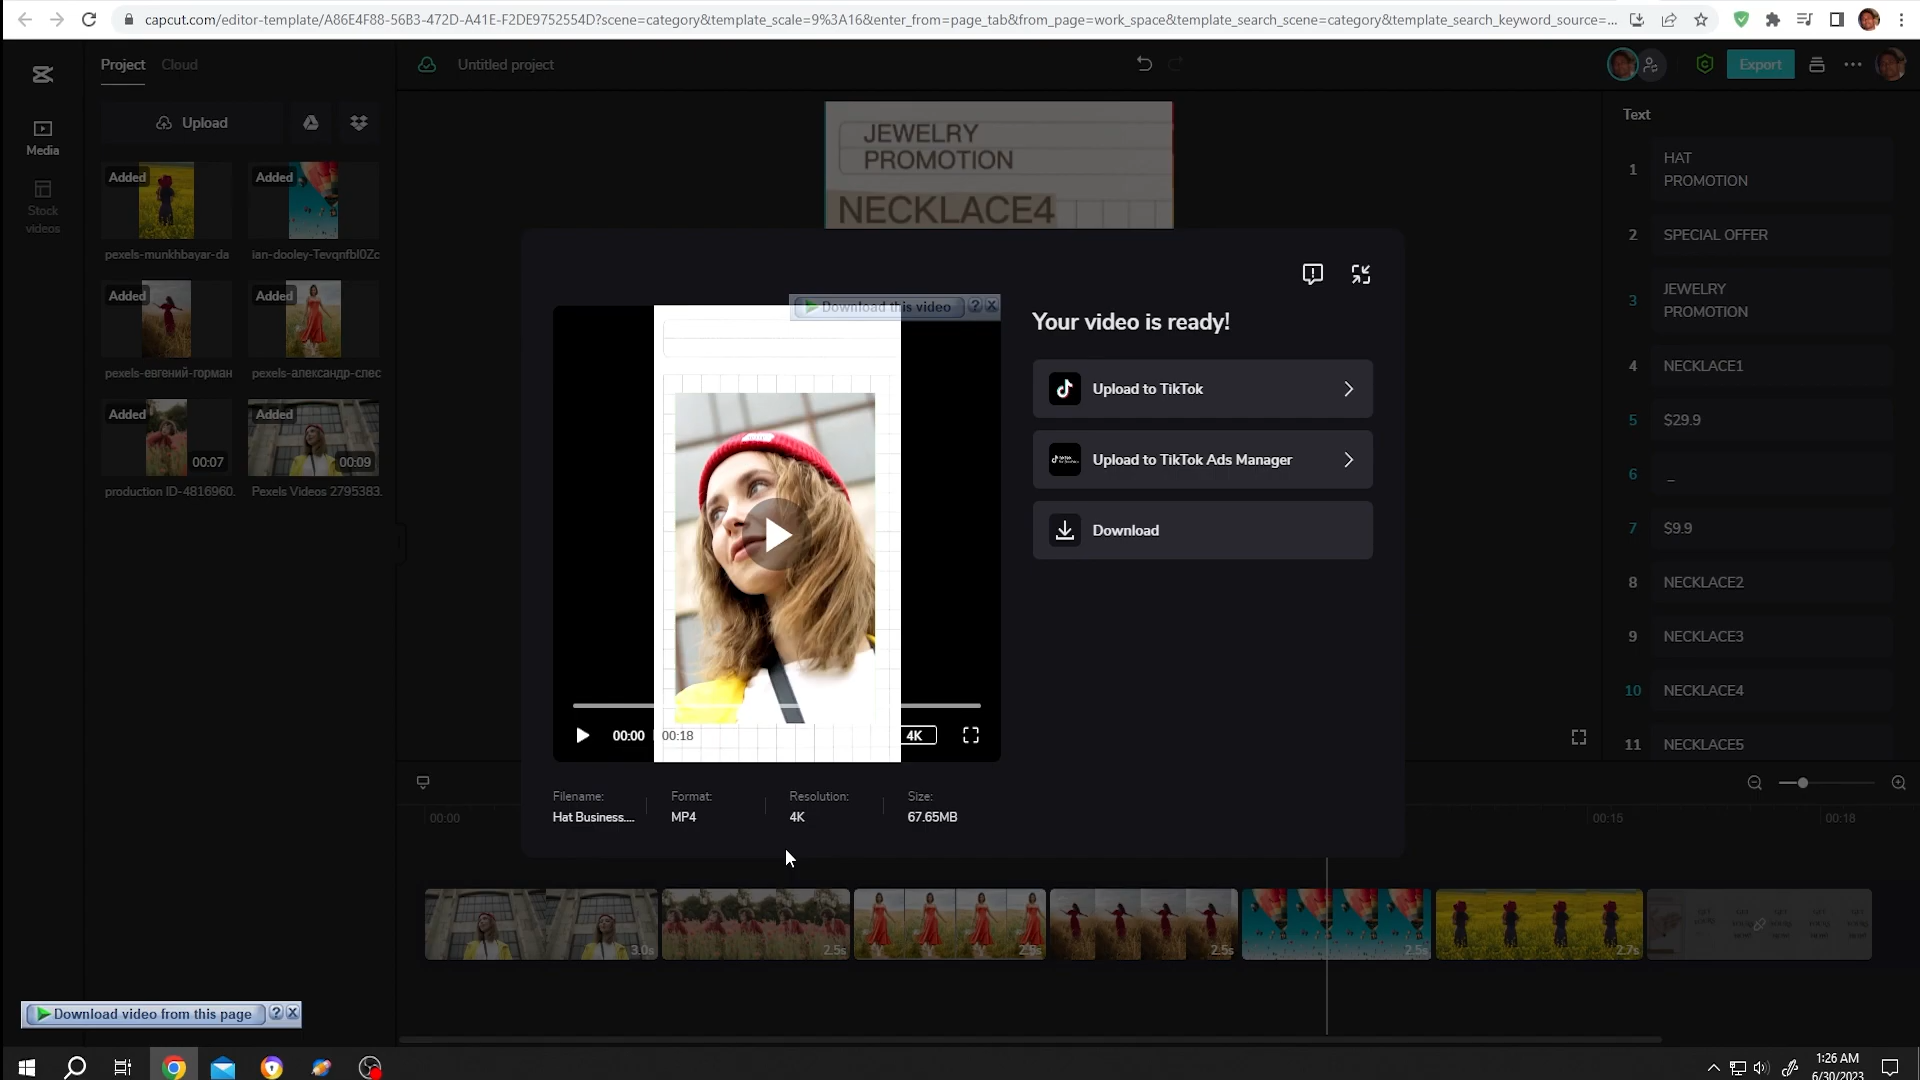 capcut.com/editor-template/A86E4F88-56B3-472D-A41E-F2DE9752554D?scene=category&template_scale=9%3A16&enter_from=page_tab&from_page=work_space&template_search_scene=category&template_search_keyword_source=...
Project
Cloud
Untitled project
Export
Upload
Media
Stock
videos
Added
Added
pexels-munkhbayar-da
ian-dooley-TevqnfbI0Zc
Added
Added
pexels-евгений-горман
pexels-александр-слес
Added
00:07
Added
00:09
production ID-4816960.
Pexels Videos 2795383.
JEWELRY
PROMOTION
NECKLACE4
Download this video
? X
Your video is ready!
Upload to TikTok
Upload to TikTok Ads Manager
Download
00:00
00:18
4K
Filename:
Hat Business....
Format:
MP4
Resolution:
4K
Size:
67.65MB
Text
1
HAT
PROMOTION
2
SPECIAL OFFER
3
JEWELRY
PROMOTION
4
NECKLACE1
5
$29.9
6
_
7
$9.9
8
NECKLACE2
9
NECKLACE3
10
NECKLACE4
11
NECKLACE5
00:00
00:15
00:18
3.0s
2.5s
2.5s
2.5s
2.5s
2.7s
Download video from this page
? X
1:26 AM
6/30/2023